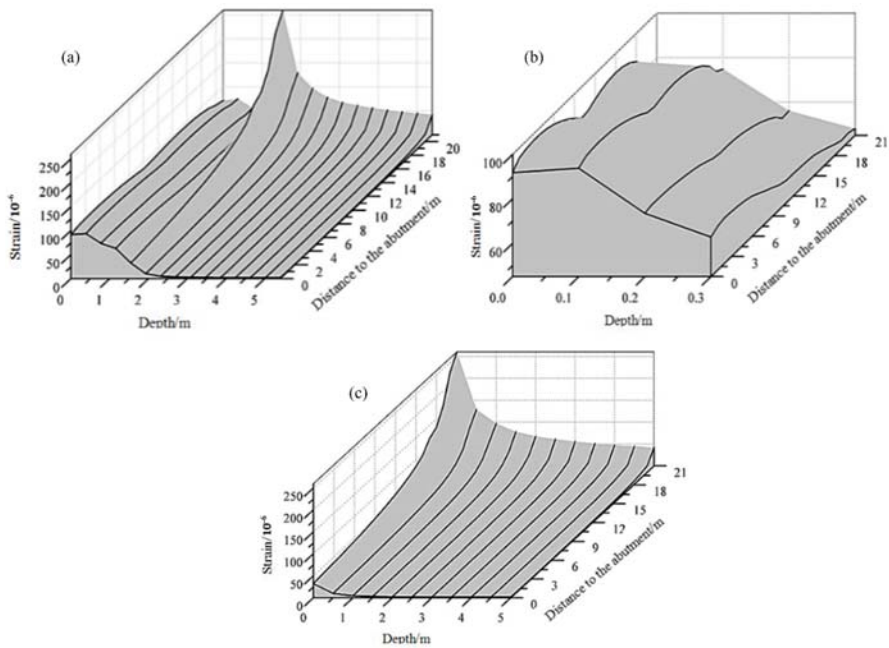 (a)
Strain/10⁻⁶
250
200
150
100
50
0
0 1 2 3 4 5
Depth/m
0 2 4 6 8 10 12 14 16 18 20
Distance to the abutment/m
(b)
Strain/10⁻⁶
100
80
60
0.0 0.1 0.2 0.3
Depth/m
0 3 6 9 12 15 18 21
Distance to the abutment/m
(c)
Strain/10⁻⁶
250
200
150
100
50
0
0 1 2 3 4 5
Depth/m
0 3 6 9 12 15 18 21
Distance to the abutment/m